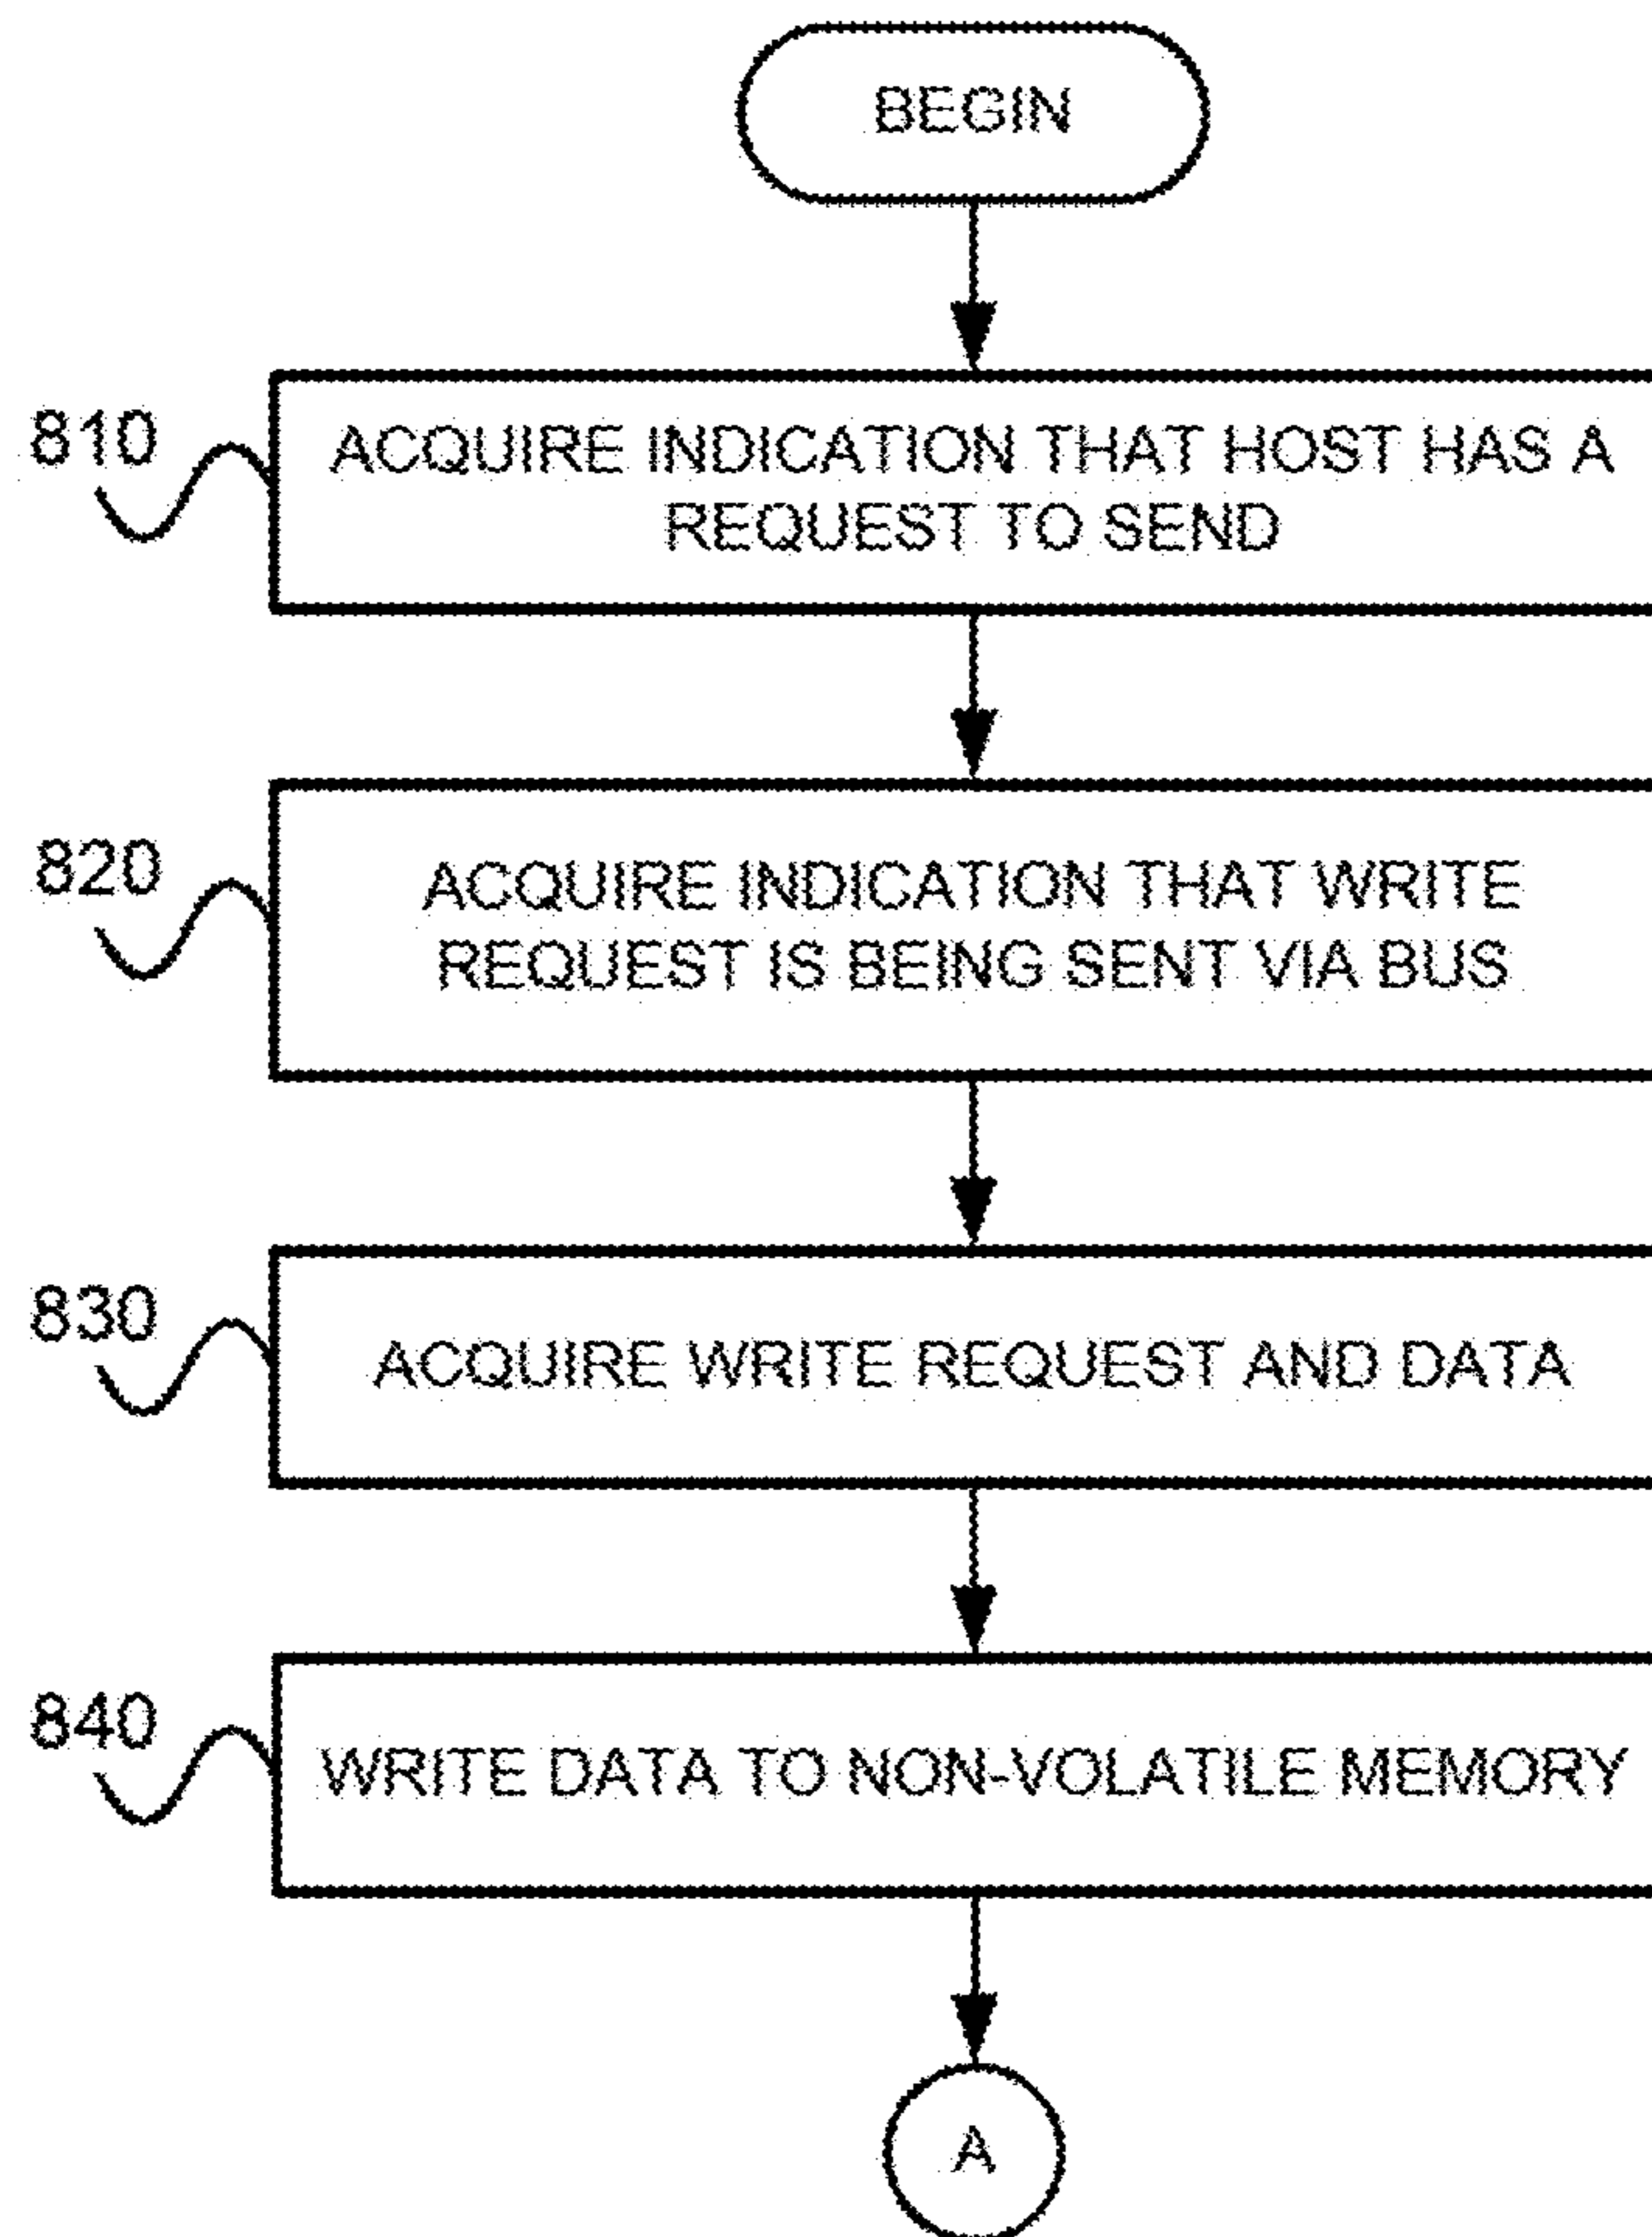 BEGIN
810
ACQUIRE INDICATION THAT HOST HAS A
REQUEST TO SEND
820
ACQUIRE INDICATION THAT WRITE
REQUEST IS BEING SENT VIA BUS
830
ACQUIRE WRITE REQUEST AND DATA
840
WRITE DATA TO NON-VOLATILE MEMORY
A